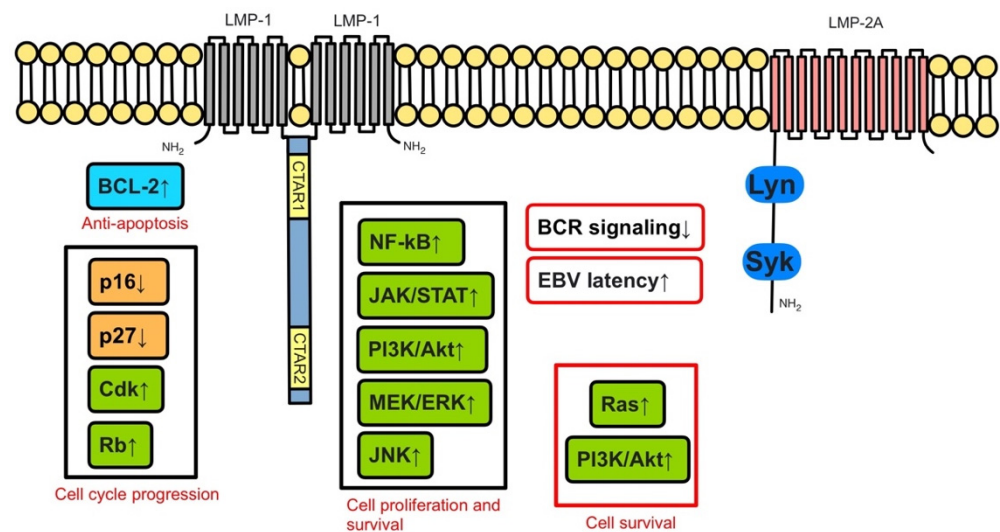 LMP-1
LMP-1
LMP-2A
NH2
NH2
BCL-2↑
Anti-apoptosis
p16↓
p27↓
Cdk↑
Rb↑
Cell cycle progression
CTAR1
CTAR2
NF-kB↑
JAK/STAT↑
PI3K/Akt↑
MEK/ERK↑
JNK↑
Cell proliferation and
survival
BCR signaling↓
EBV latency↑
Ras↑
PI3K/Akt↑
Cell survival
Lyn
Syk
NH2